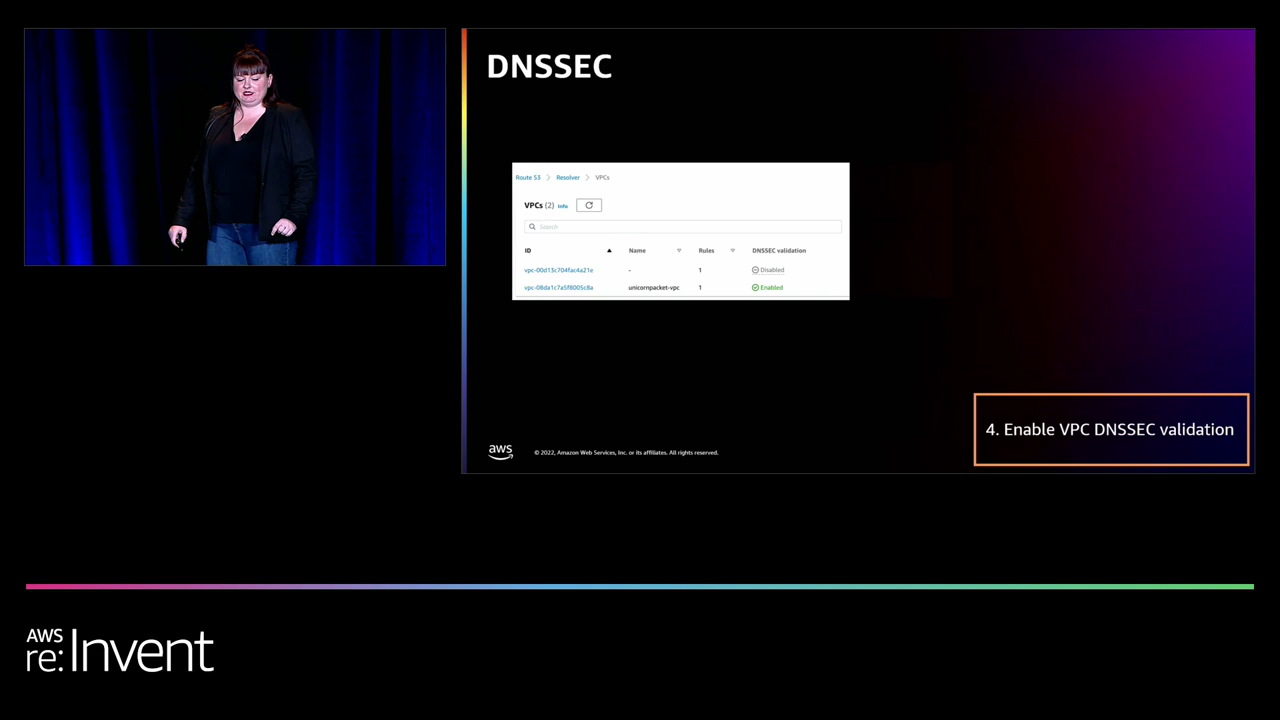 DNSSEC
Route 53 Resolver VPCs
VPCs (2) Info
Search
ID Name Rules DNSSEC validation
vpc-00d13c704fac4a21e - 1 Disabled
vpc-08da1c7a5f8005c8a unicornpacket-vpc 1 Enabled
4. Enable VPC DNSSEC validation
aws © 2022, Amazon Web Services, Inc. or its affiliates. All rights reserved.
AWS
re:Invent